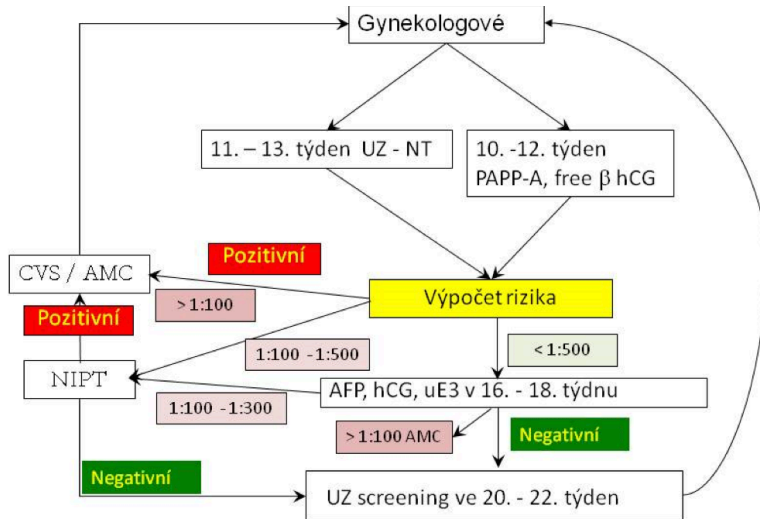 Gynekologové
11. – 13. týden UZ - NT
10. -12. týden
PAPP-A, free β hCG
Pozitivní
CVS / AMC
> 1:100
Výpočet rizika
Pozitivní
1:100 -1:500
< 1:500
NIPT
AFP, hCG, uE3 v 16. - 18. týdnu
1:100 -1:300
> 1:100 AMC
Negativní
Negativní
UZ screening ve 20. - 22. týden